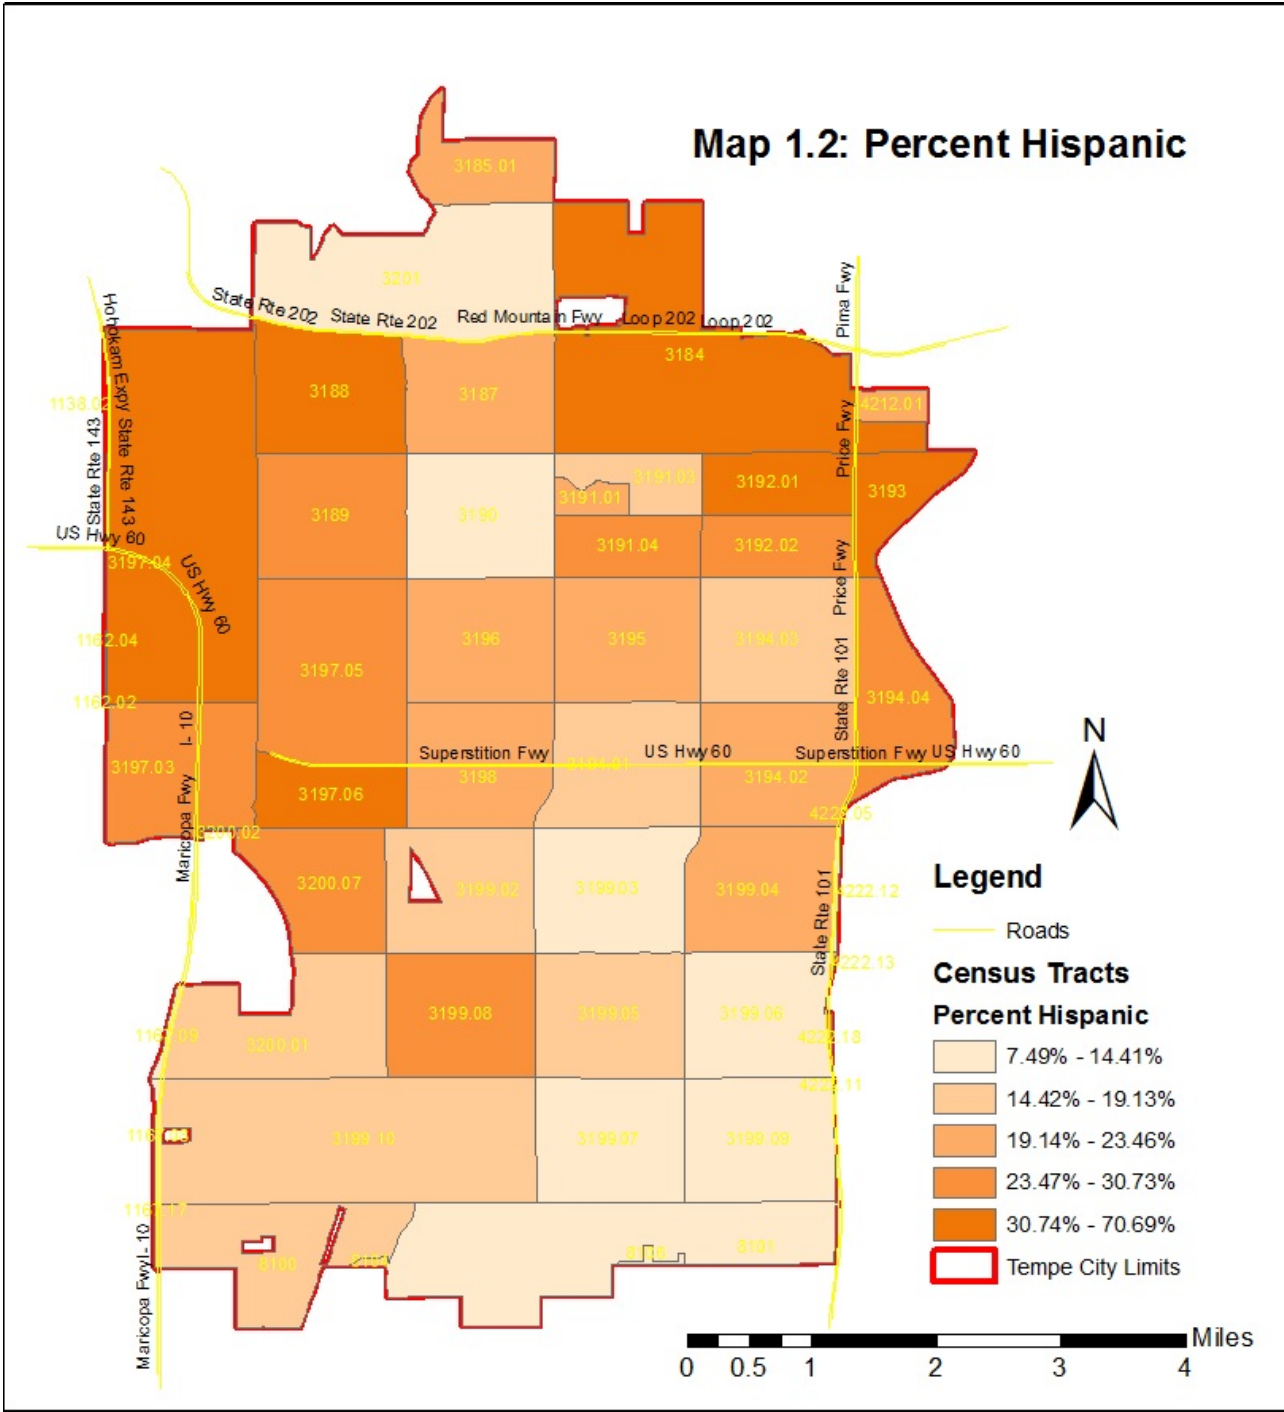 Map 1.2: Percent Hispanic
3185.01
3201
Pima Fwy
Hohokam Expy State Rte 143
State Rte 202
State Rte 202
Red Mountain Fwy
Loop 202
Loop 202
3184
3188
3187
4212.01
1138.02
State Rte 143
Price Fwy
3191.03
3192.01
3193
3191.01
3189
3190
US Hwy 60
3191.04
3192.02
3197.04
US Hwy 60
Price Fwy
1162.04
3196
3195
3194.03
3197.05
State Rte 101
3194.04
1162.02
I- 10
Superstition Fwy
US Hwy 60
Superstition Fwy
US Hwy 60
3197.03
3198
3194.02
Maricopa Fwy
3197.06
3200.02
3200.07
3199.02
3199.03
3199.04
4222.12
State Rte 101
4222.13
3199.08
3199.05
3199.06
3200.01
4222.18
4222.11
3199.10
3199.07
3199.09
1167.17
Maricopa Fwy
I- 10
8100
8101
N
Legend
Roads
Census Tracts
Percent Hispanic
7.49% - 14.41%
14.42% - 19.13%
19.14% - 23.46%
23.47% - 30.73%
30.74% - 70.69%
Tempe City Limits
Miles
0 0.5 1 2 3 4